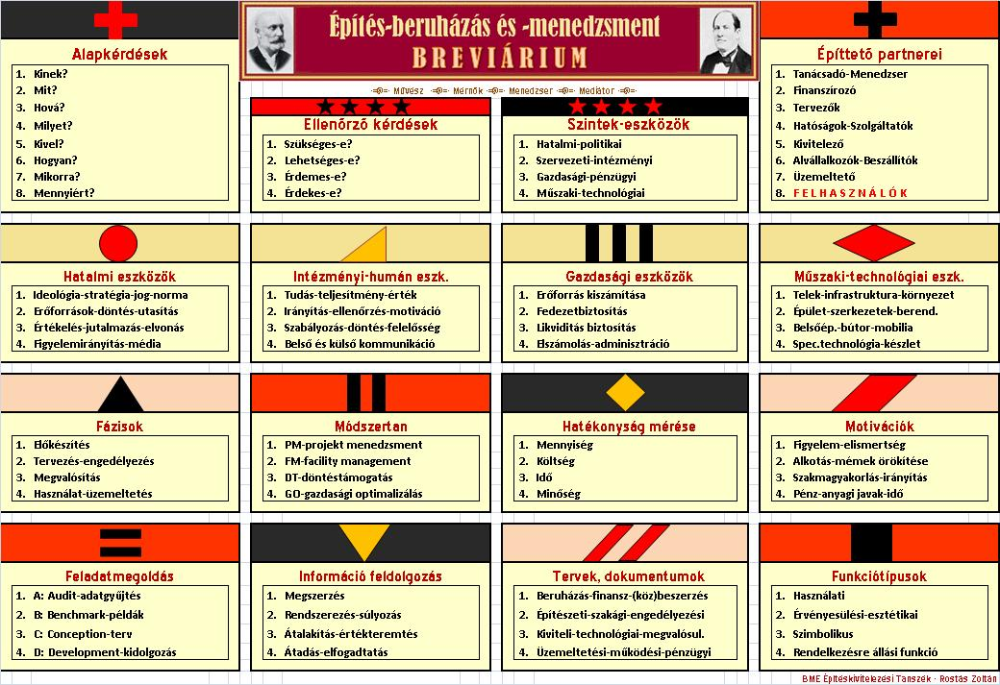 Építés-beruházás és -menedzsment
BREVIÁRIUM
Művész Mérnök Menedzser Mediátor
Alapkérdések
1. Kinek?
2. Mit?
3. Hová?
4. Milyet?
5. Kivel?
6. Hogyan?
7. Mikorra?
8. Mennyiért?
Ellenőrző kérdések
1. Szükséges-e?
2. Lehetséges-e?
3. Érdemes-e?
4. Érdekes-e?
Szintek-eszközök
1. Hatalmi-politikai
2. Szervezeti-intézményi
3. Gazdasági-pénzügyi
4. Műszaki-technológiai
Építtető partnerei
1. Tanácsadó-Menedzser
2. Finanszírozó
3. Tervezők
4. Hatóságok-Szolgáltatók
5. Kivitelező
6. Alvállalkozók-Beszállítók
7. Üzemeltető
8. FELHASZNÁLÓK
Hatalmi eszközök
1. Ideológia-stratégia-jog-norma
2. Erőforrások-döntés-utasítás
3. Értékelés-jutalmazás-elvonás
4. Figyelemirányítás-média
Intézményi-humán eszk.
1. Tudás-teljesítmény-érték
2. Irányítás-ellenőrzés-motiváció
3. Szabályozás-döntés-felelősség
4. Belső és külső kommunikáció
Gazdasági eszközök
1. Erőforrás kiszámítása
2. Fedezetbiztosítás
3. Likviditás biztosítás
4. Elszámolás-adminisztráció
Műszaki-technológiai eszk.
1. Telek-infrastruktura-környezet
2. Épület-szerkezetek-berend.
3. Belsőép.-bútor-mobilia
4. Spec.technológia-készlet
Fázisok
1. Előkészítés
2. Tervezés-engedélyezés
3. Megvalósítás
4. Használat-üzemeltetés
Módszertan
1. PM-projekt menedzsment
2. FM-facility management
3. DT-döntéstámogatás
4. GO-gazdasági optimalizálás
Hatékonyság mérése
1. Mennyiség
2. Költség
3. Idő
4. Minőség
Motivációk
1. Figyelem-elismertség
2. Alkotás-mémek örökítése
3. Szakmagyakorlás-irányítás
4. Pénz-anyagi javak-idő
Feladatmegoldás
1. A: Audit-adatgyűjtés
2. B: Benchmark-példák
3. C: Conception-terv
4. D: Development-kidolgozás
Információ feldolgozás
1. Megszerzés
2. Rendszerezés-súlyozás
3. Átalakítás-értékteremtés
4. Átadás-elfogadtatás
Tervek, dokumentumok
1. Beruházás-finansz-(köz)beszerzés
2. Építészeti-szakági-engedélyezési
3. Kiviteli-technológiai-megvalósul.
4. Üzemeltetési-működési-pénzügyi
Funkciótípusok
1. Használati
2. Érvényesülési-esztétikai
3. Szimbolikus
4. Rendelkezésre állási funkció
BME Építéskivitelezési Tanszék - Rostás Zoltán